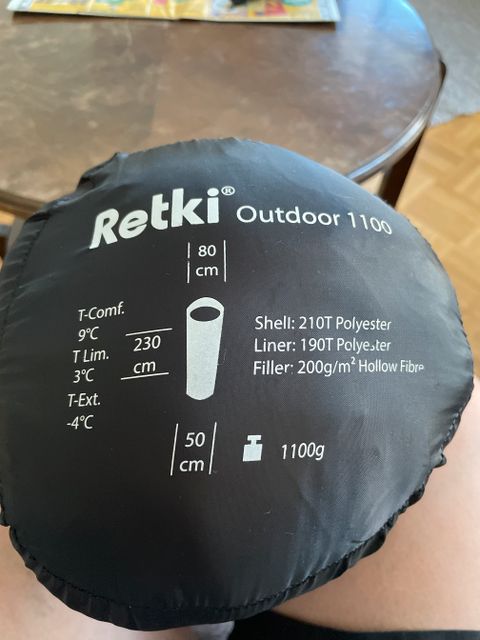 Retki® Outdoor 1100
80
cm
T-Comf.
9°C
T Lim.
3°C
T-Ext.
-4°C
230
cm
Shell: 210T Polyester
Liner: 190T Polyester
Filler: 200g/m² Hollow Fibre
50
cm
1100g